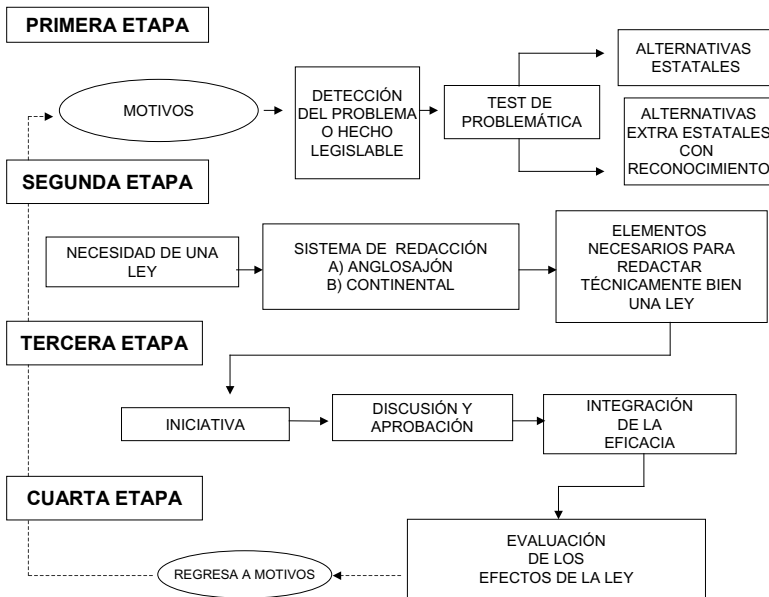 PRIMERA ETAPA
MOTIVOS
DETECCIÓN
DEL PROBLEMA
O HECHO
LEGISLABLE
TEST DE
PROBLEMÁTICA
ALTERNATIVAS
ESTATALES
ALTERNATIVAS
EXTRA ESTATALES
CON
RECONOCIMIENTO
SEGUNDA ETAPA
NECESIDAD DE UNA
LEY
SISTEMA DE REDACCIÓN
A) ANGLOSAJÓN
B) CONTINENTAL
ELEMENTOS
NECESARIOS PARA
REDACTAR
TÉCNICAMENTE BIEN
UNA LEY
TERCERA ETAPA
INICIATIVA
DISCUSIÓN Y
APROBACIÓN
INTEGRACIÓN
DE LA
EFICACIA
CUARTA ETAPA
EVALUACIÓN
DE LOS
EFECTOS DE LA LEY
REGRESA A MOTIVOS